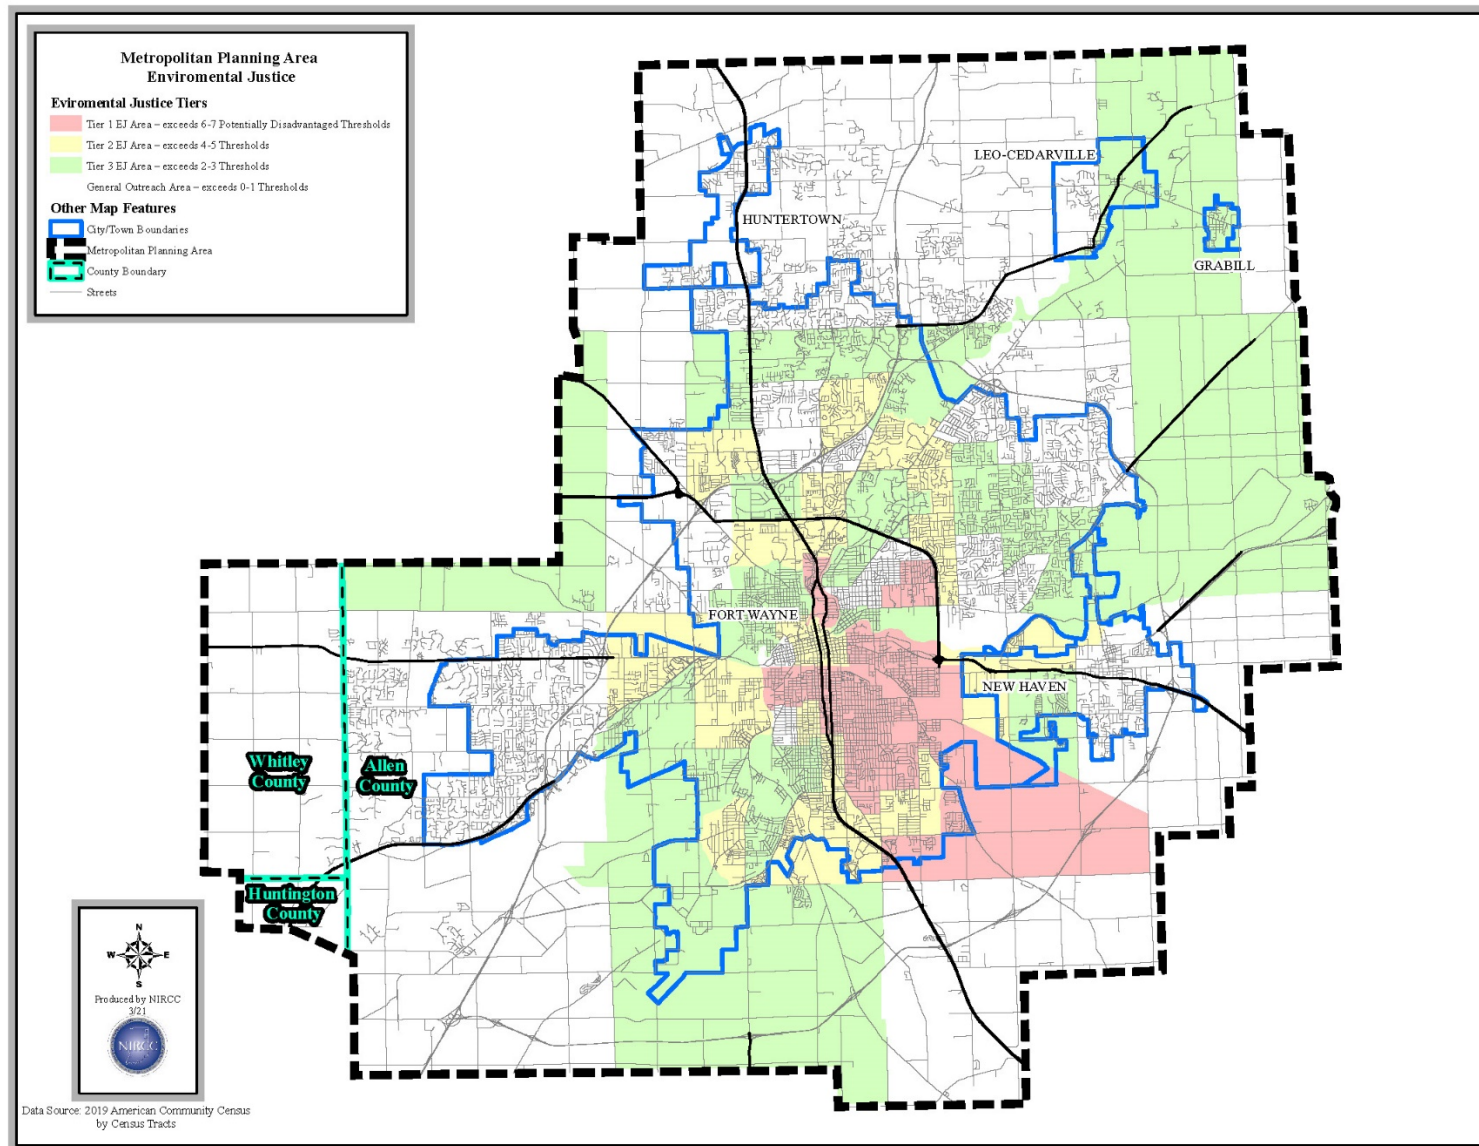 Metropolitan Planning Area
Enviromental Justice
Eviromental Justice Tiers
Tier 1 EJ Area – exceeds 6-7 Potentially Disadvantaged Thresholds
Tier 2 EJ Area – exceeds 4-5 Thresholds
Tier 3 EJ Area – exceeds 2-3 Thresholds
General Outreach Area – exceeds 0-1 Thresholds
Other Map Features
City/Town Boundaries
Metropolitan Planning Area
County Boundary
Streets
LEO-CEDARVILLE
HUNTERTOWN
GRABILL
FORT WAYNE
NEW HAVEN
Whitley
County
Allen
County
Huntington
County
N
W E
S
Produced by NIRCC
3/21
NIRCC
Data Source: 2019 American Community Census
by Census Tracts